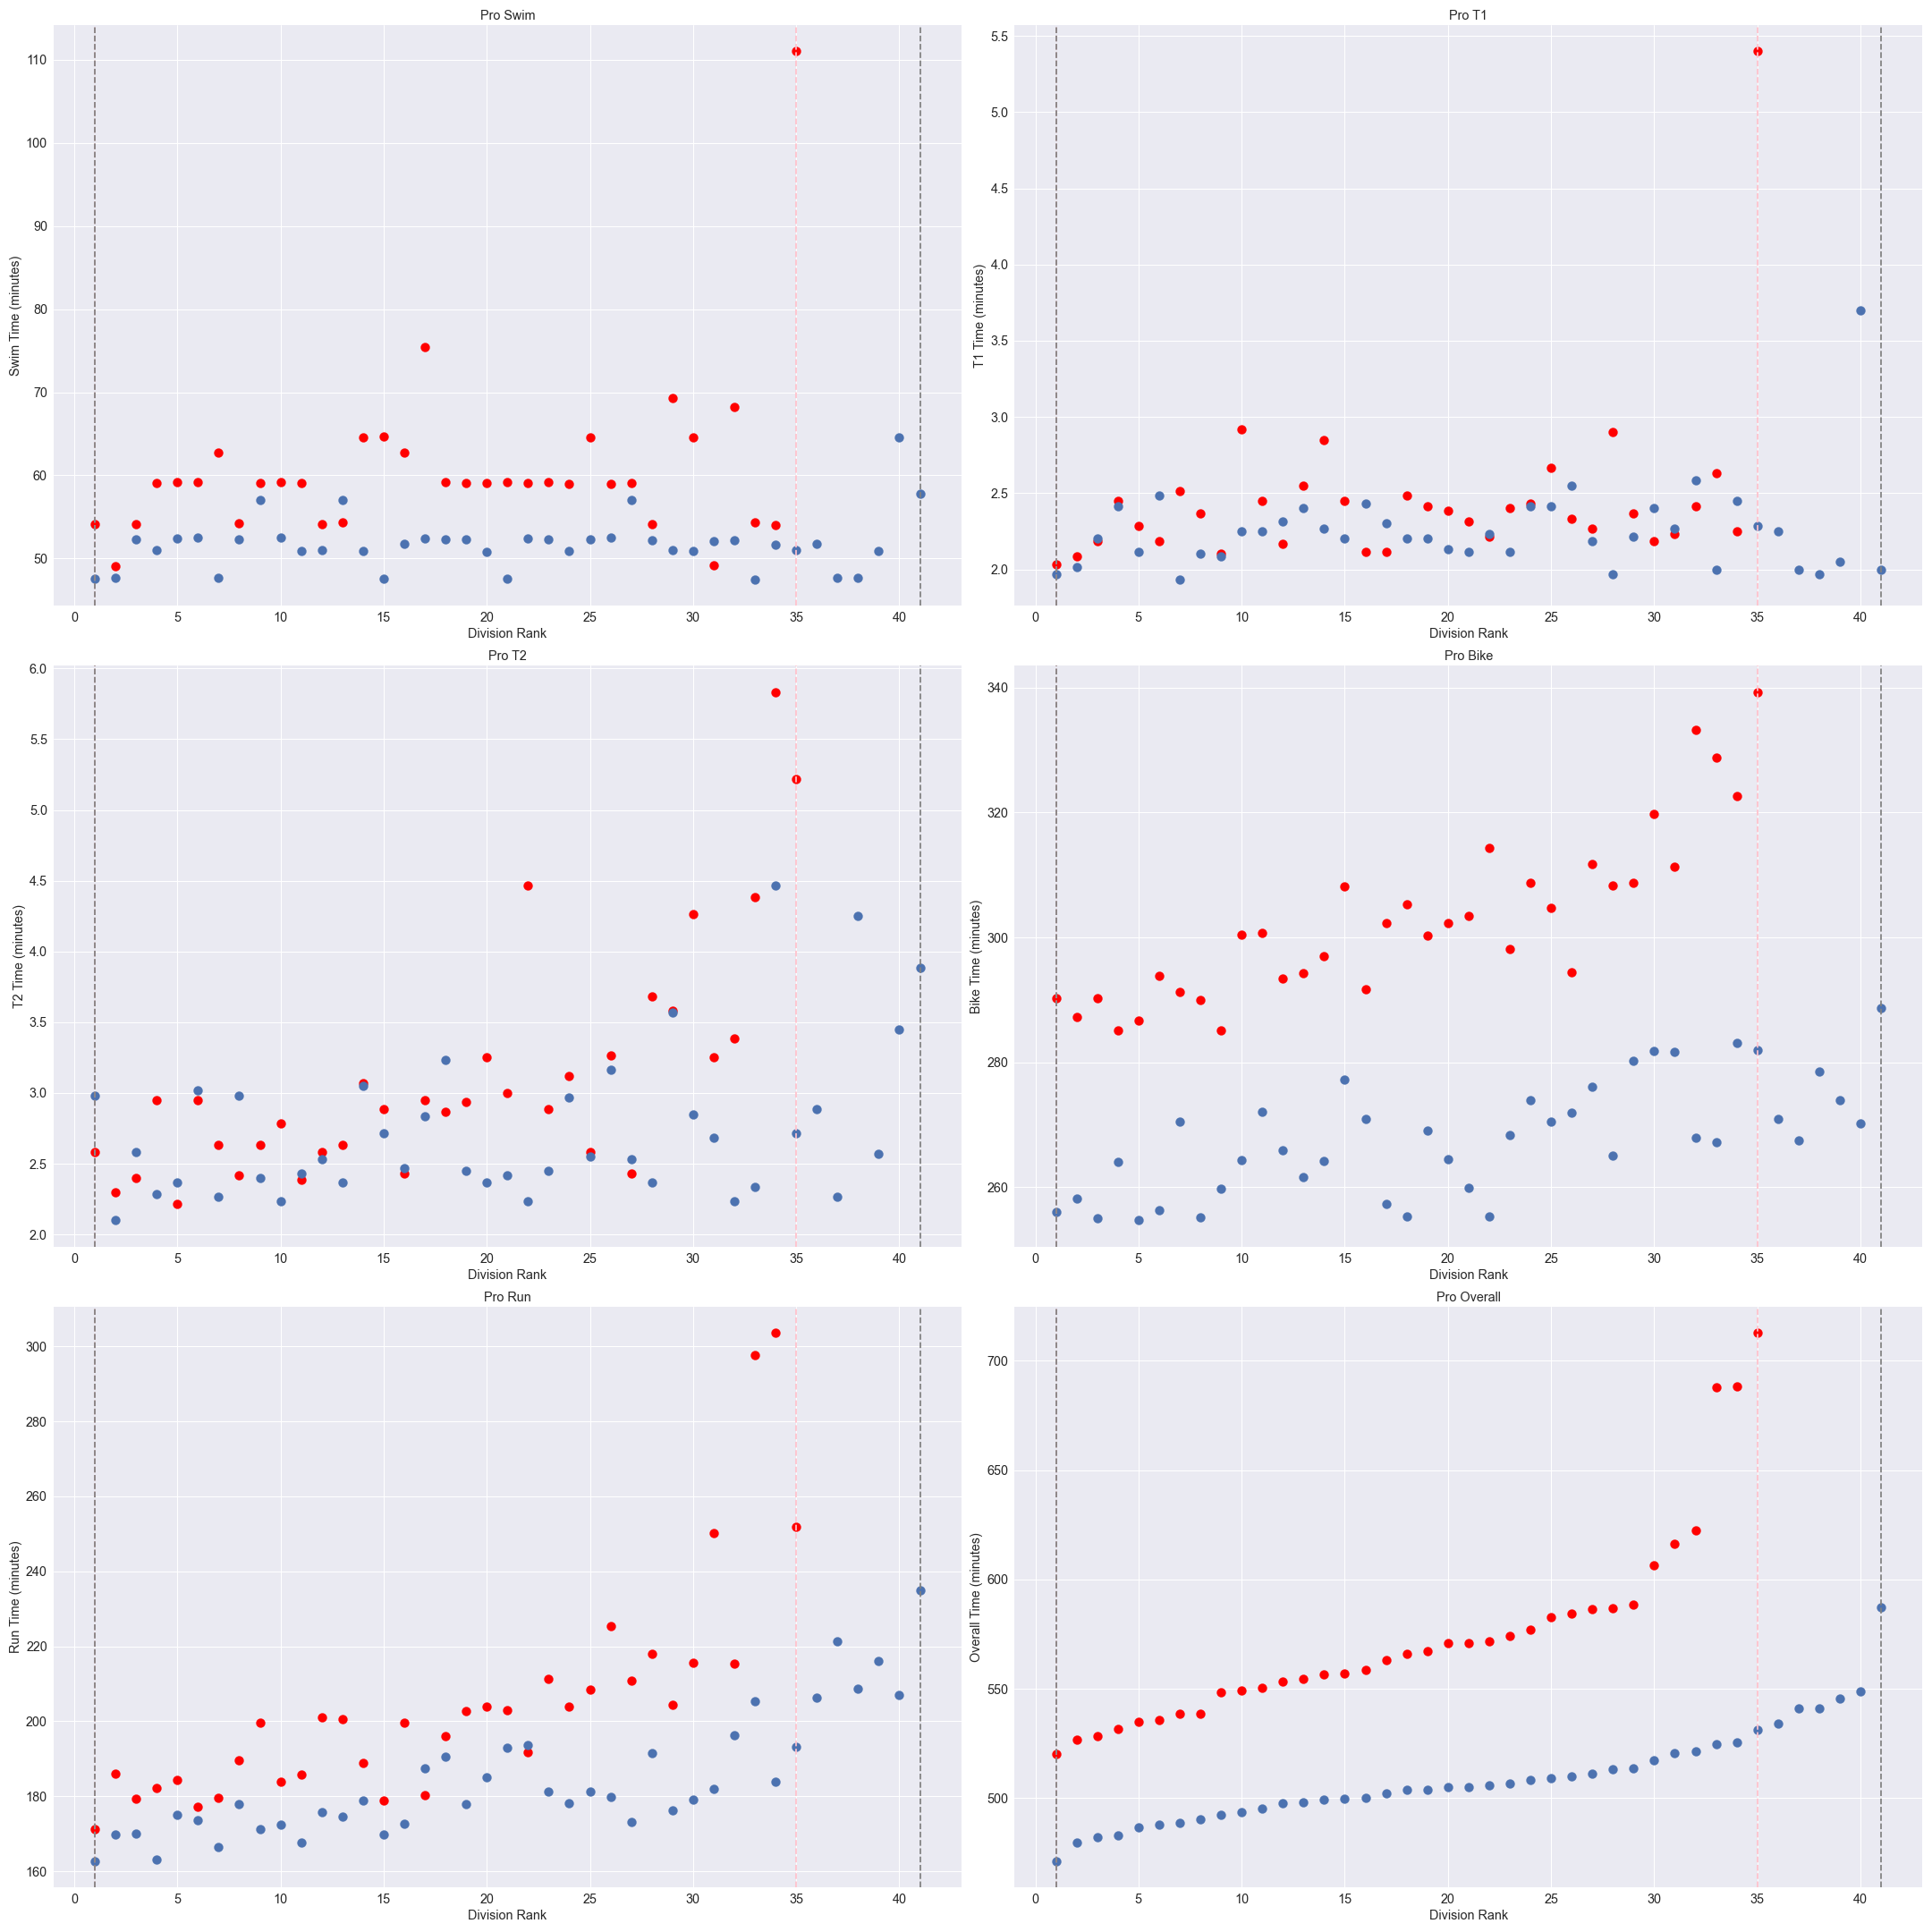 Pro Swim
110
100
90
80
70
60
50
Swim Time (minutes)
0 5 10 15 20 25 30 35 40
Division Rank
Pro T1
5.5
5.0
4.5
4.0
3.5
3.0
2.5
2.0
T1 Time (minutes)
0 5 10 15 20 25 30 35 40
Division Rank
Pro T2
6.0
5.5
5.0
4.5
4.0
3.5
3.0
2.5
2.0
T2 Time (minutes)
0 5 10 15 20 25 30 35 40
Division Rank
Pro Bike
340
320
300
280
260
Bike Time (minutes)
0 5 10 15 20 25 30 35 40
Division Rank
Pro Run
300
280
260
240
220
200
180
160
Run Time (minutes)
0 5 10 15 20 25 30 35 40
Division Rank
Pro Overall
700
650
600
550
500
Overall Time (minutes)
0 5 10 15 20 25 30 35 40
Division Rank